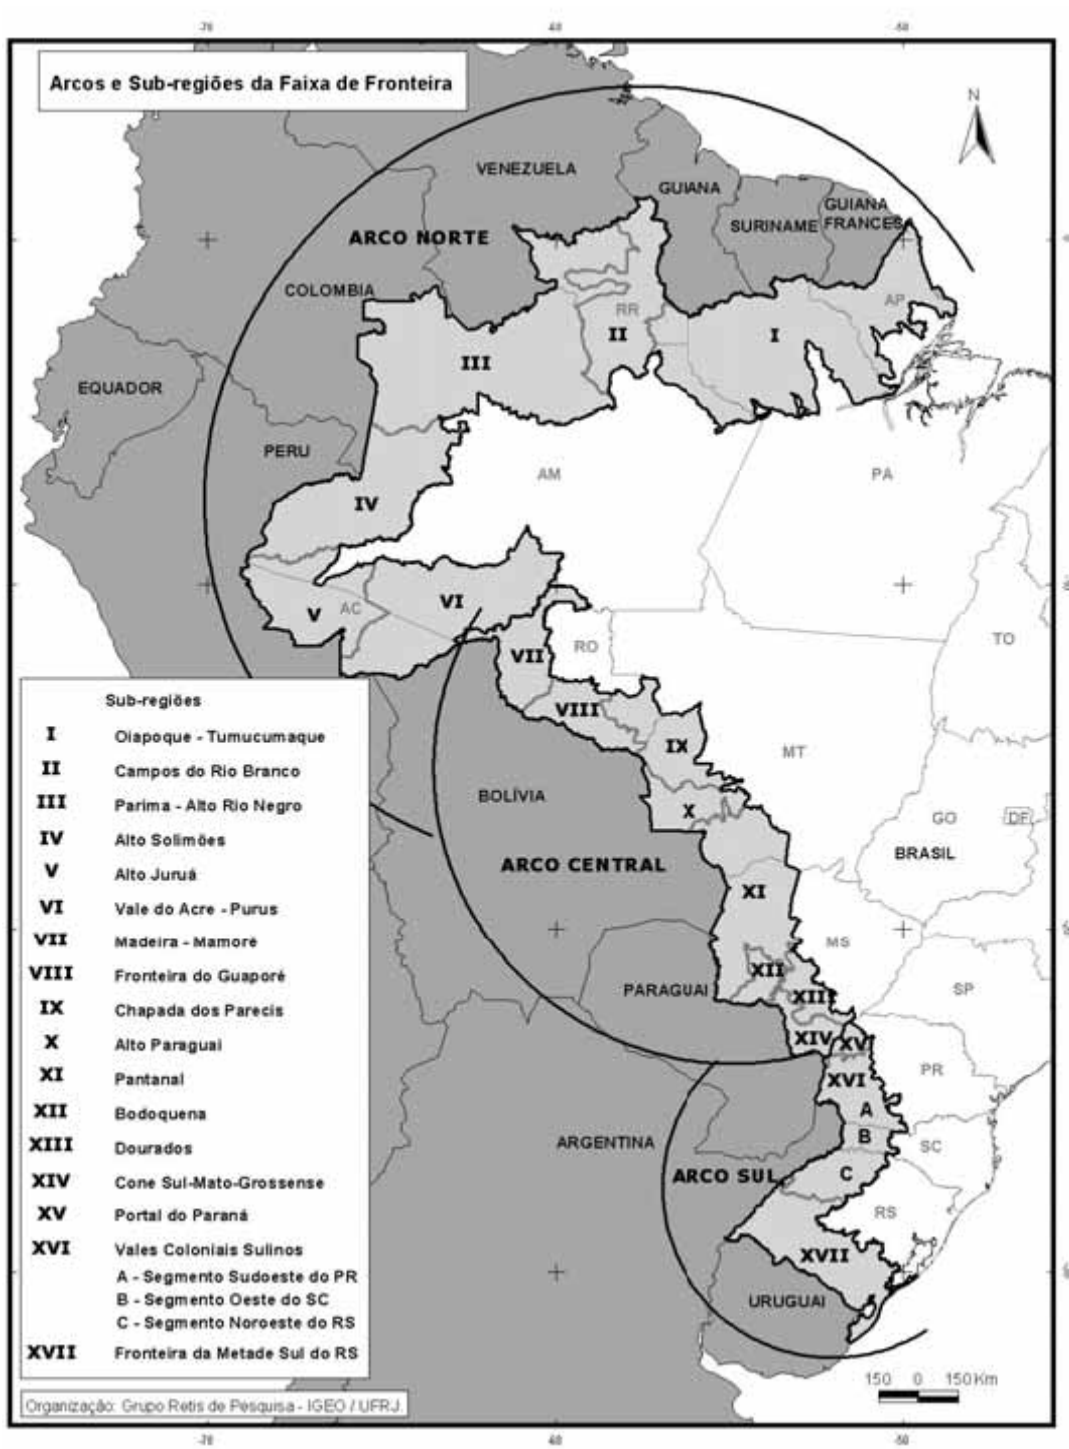 -70
-60
-50
Arcos e Sub-regiões da Faixa de Fronteira
N
VENEZUELA
GUIANA
GUIANA
FRANCES
SURINAME
ARCO NORTE
COLOMBIA
AP
RR
I
II
III
EQUADOR
PERU
AM
PA
IV
V
AC
VI
TO
RO
VII
VIII
IX
MT
BOLÍVIA
X
GO
DF
BRASIL
ARCO CENTRAL
XI
MS
XII
PARAGUAI
XIII
SP
XIV
XV
PR
XVI
A
B
ARGENTINA
SC
ARCO SUL
C
RS
XVII
URUGUAI
Sub-regiões
I Oiapoque - Tumucumaque
II Campos do Rio Branco
III Parima - Alto Rio Negro
IV Alto Solimões
V Alto Juruá
VI Vale do Acre - Purus
VII Madeira - Mamoré
VIII Fronteira do Guaporé
IX Chapada dos Parecis
X Alto Paraguai
XI Pantanal
XII Bodoquena
XIII Dourados
XIV Cone Sul-Mato-Grossense
XV Portal do Paraná
XVI Vales Coloniais Sulinos
A - Segmento Sudoeste do PR
B - Segmento Oeste do SC
C - Segmento Noroeste do RS
XVII Fronteira da Metade Sul do RS
150 0 150 Km
Organização: Grupo Retis de Pesquisa - IGEO / UFRJ.
-70
-60
-50